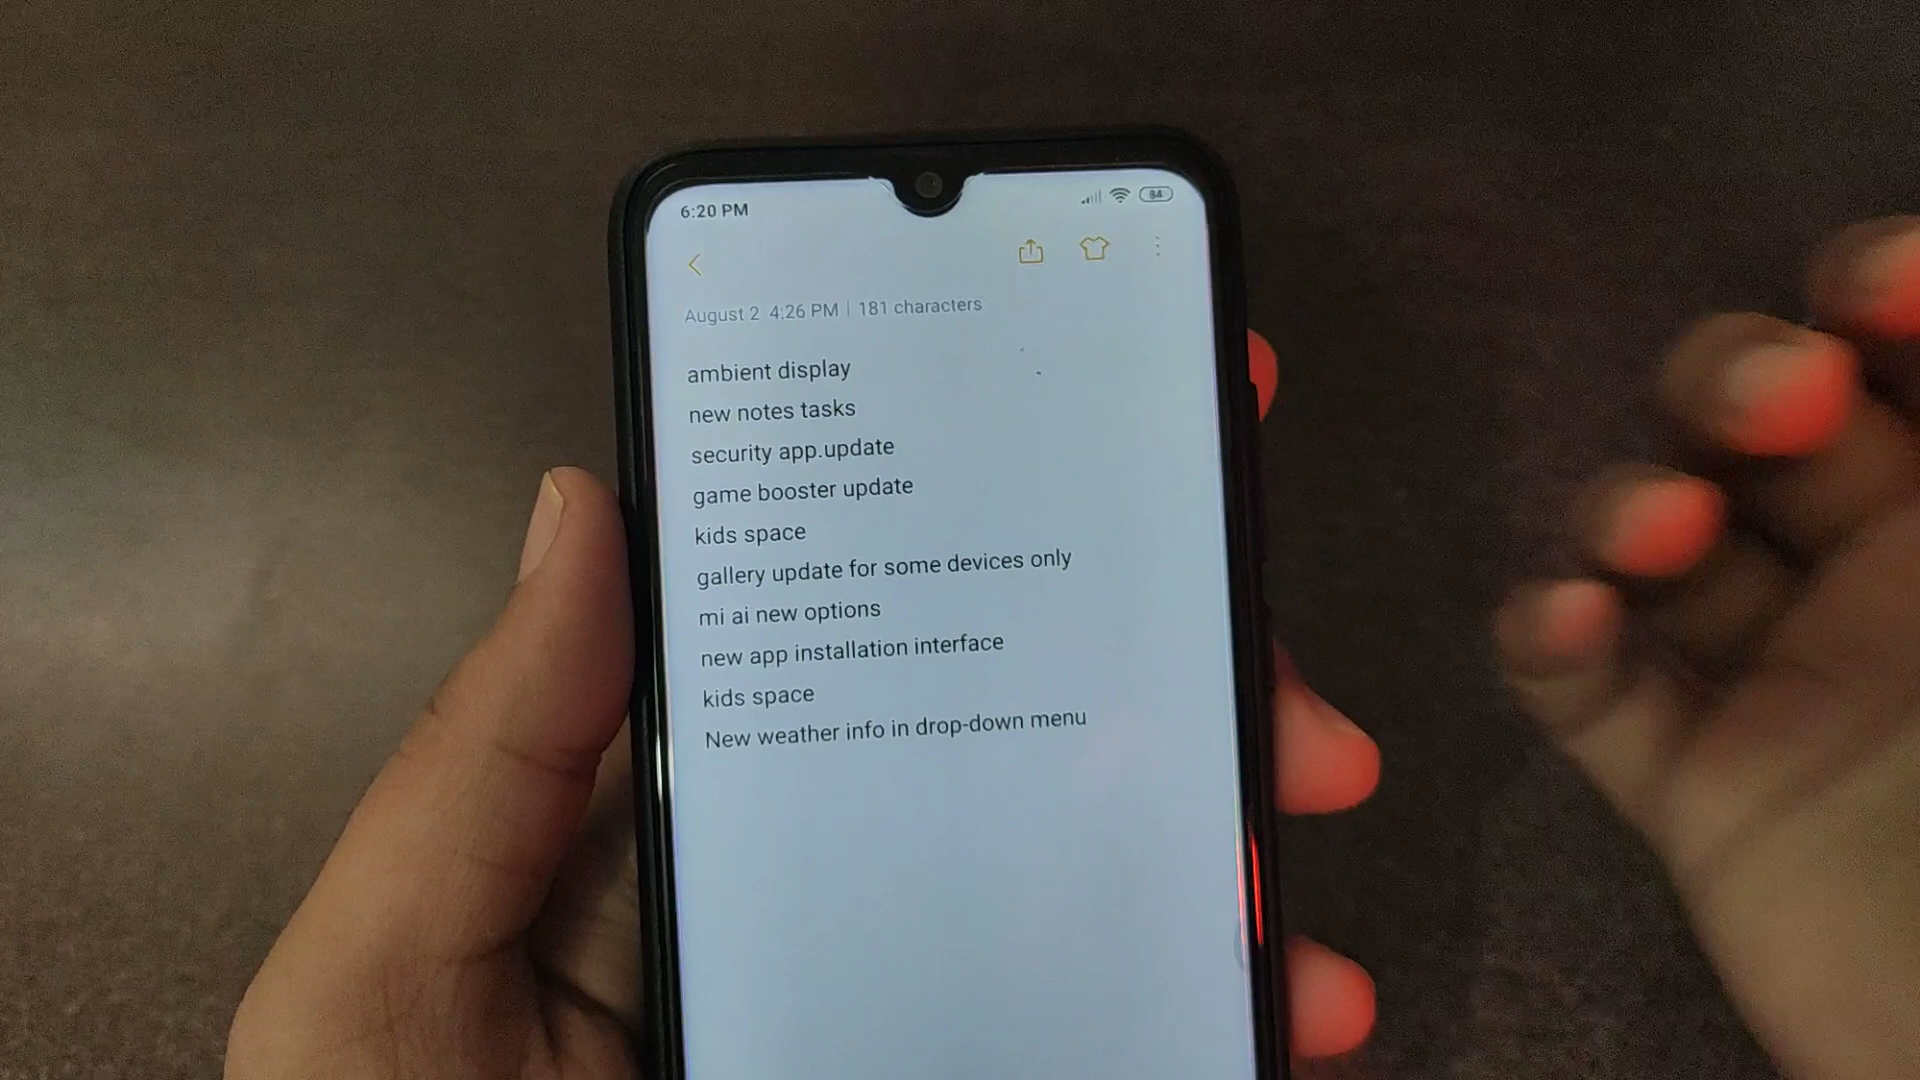 6:20 PM 84
August 2 4:26 PM | 181 characters
ambient display
new notes tasks
security app.update
game booster update
kids space
gallery update for some devices only
mi ai new options
new app installation interface
kids space
New weather info in drop-down menu